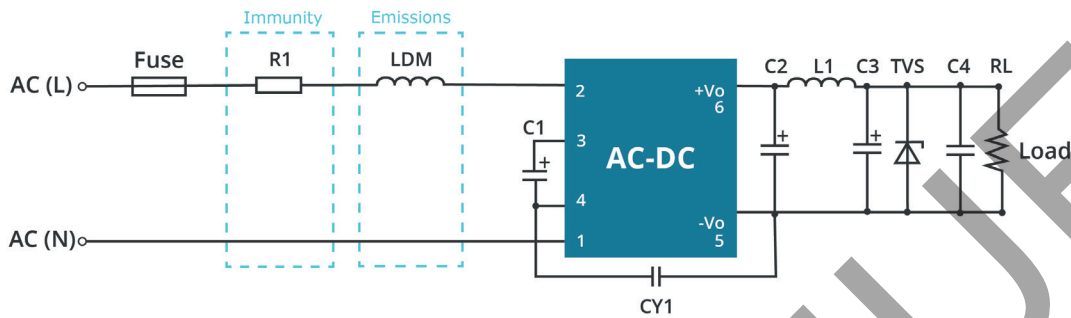 Immunity
Emissions
Fuse
R1
LDM
C2
L1
C3
TVS
C4
RL
AC (L)
2
+Vo
6
C1
+
3
+
+
AC-DC
Load
+
4
-Vo
5
AC (N)
1
CY1